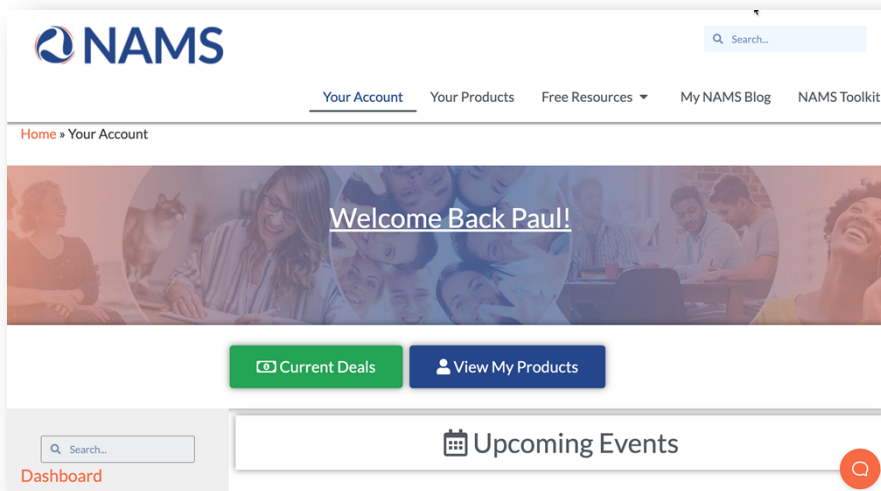 NAMS
Search...
Your Account Your Products Free Resources My NAMS Blog NAMS Toolkit
Home » Your Account
Welcome Back Paul!
Current Deals View My Products
Search...
Upcoming Events
Dashboard